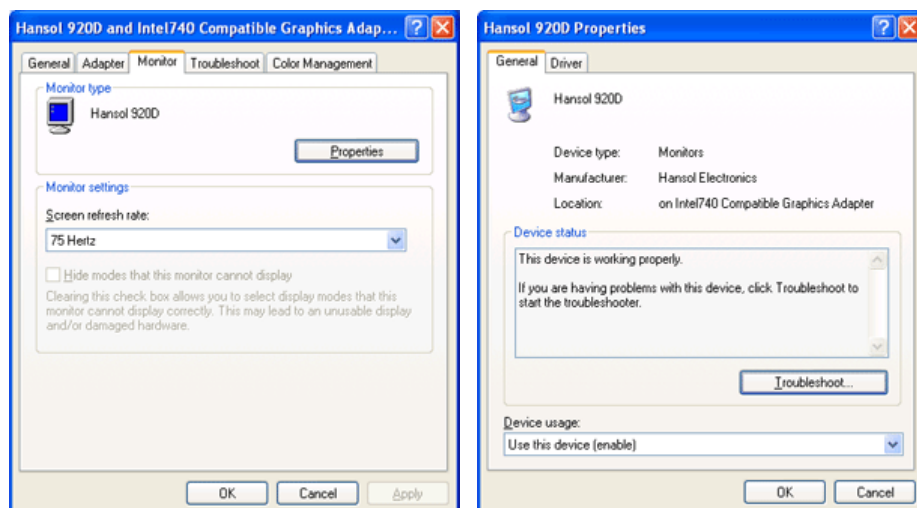 Hansol 920D and Intel740 Compatible Graphics Adap...
General Adapter Monitor Troubleshoot Color Management
Monitor type
Hansol 920D
Properties
Monitor settings
Screen refresh rate:
75 Hertz
Hide modes that this monitor cannot display
Clearing this check box allows you to select display modes that this
monitor cannot display correctly. This may lead to an unusable display
and/or damaged hardware.
OK Cancel Apply
Hansol 920D Properties
General Driver
Hansol 920D
Device type: Monitors
Manufacturer: Hansol Electronics
Location: on Intel740 Compatible Graphics Adapter
Device status
This device is working properly.
If you are having problems with this device, click Troubleshoot to
start the troubleshooter.
Troubleshoot...
Device usage:
Use this device (enable)
OK Cancel